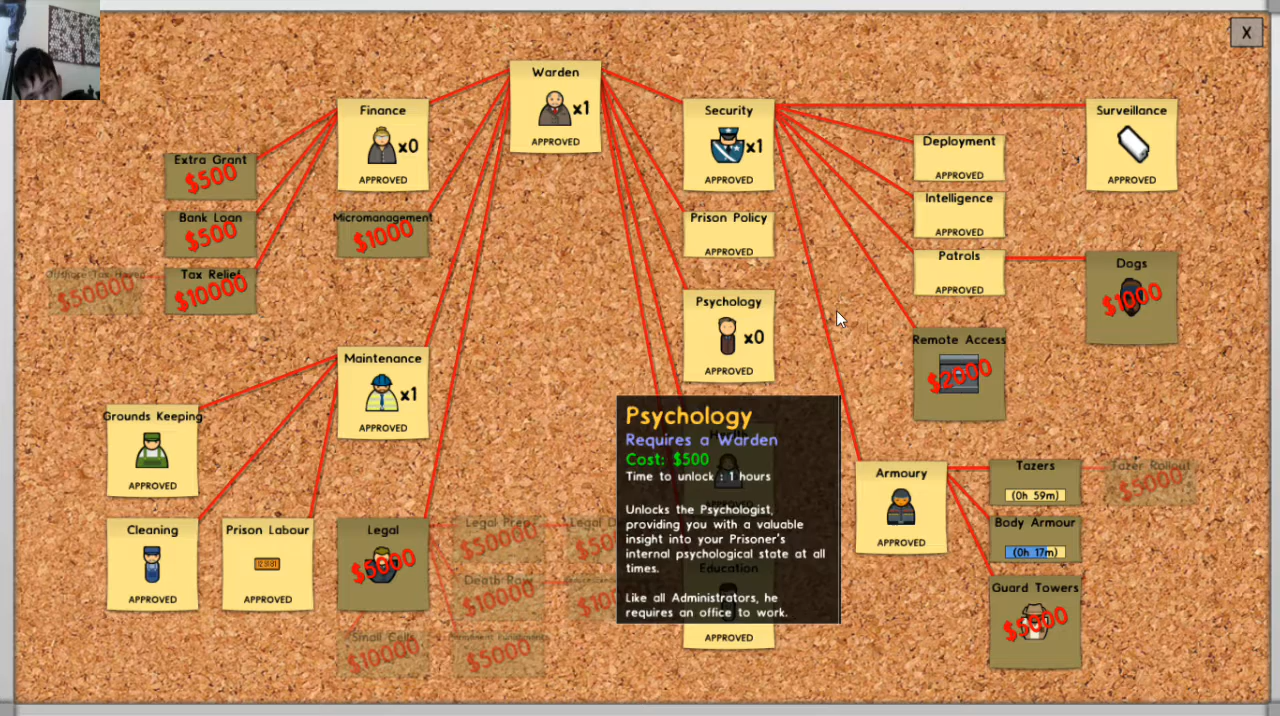 X
Warden
x1
APPROVED
Finance
x0
APPROVED
Security
x1
APPROVED
Surveillance
APPROVED
Deployment
APPROVED
Extra Grant
$500
Intelligence
APPROVED
Bank Loan
$500
Micromanagement
$1000
Prison Policy
APPROVED
Patrols
APPROVED
Dogs
$1000
Offshore Tax Haven
$50000
Tax Relief
$10000
Psychology
x0
APPROVED
Remote Access
$2000
Maintenance
x1
APPROVED
Grounds Keeping
APPROVED
Psychology
Requires a Warden
Cost: $500
Time to unlock : 1 hours
Unlocks the Psychologist,
providing you with a valuable
insight into your Prisoner's
internal psychological state at all
times.
Like all Administrators, he
requires an office to work.
Health
APPROVED
Education
APPROVED
Armoury
APPROVED
Tazers
(0h 59m)
Tazer Rollout
$5000
Body Armour
(0h 17m)
Guard Towers
$5000
Cleaning
APPROVED
Prison Labour
APPROVED
Legal
$5000
Legal Prep
$50000
Legal D
Death Row
$10000
Small Cells
$10000
$5000